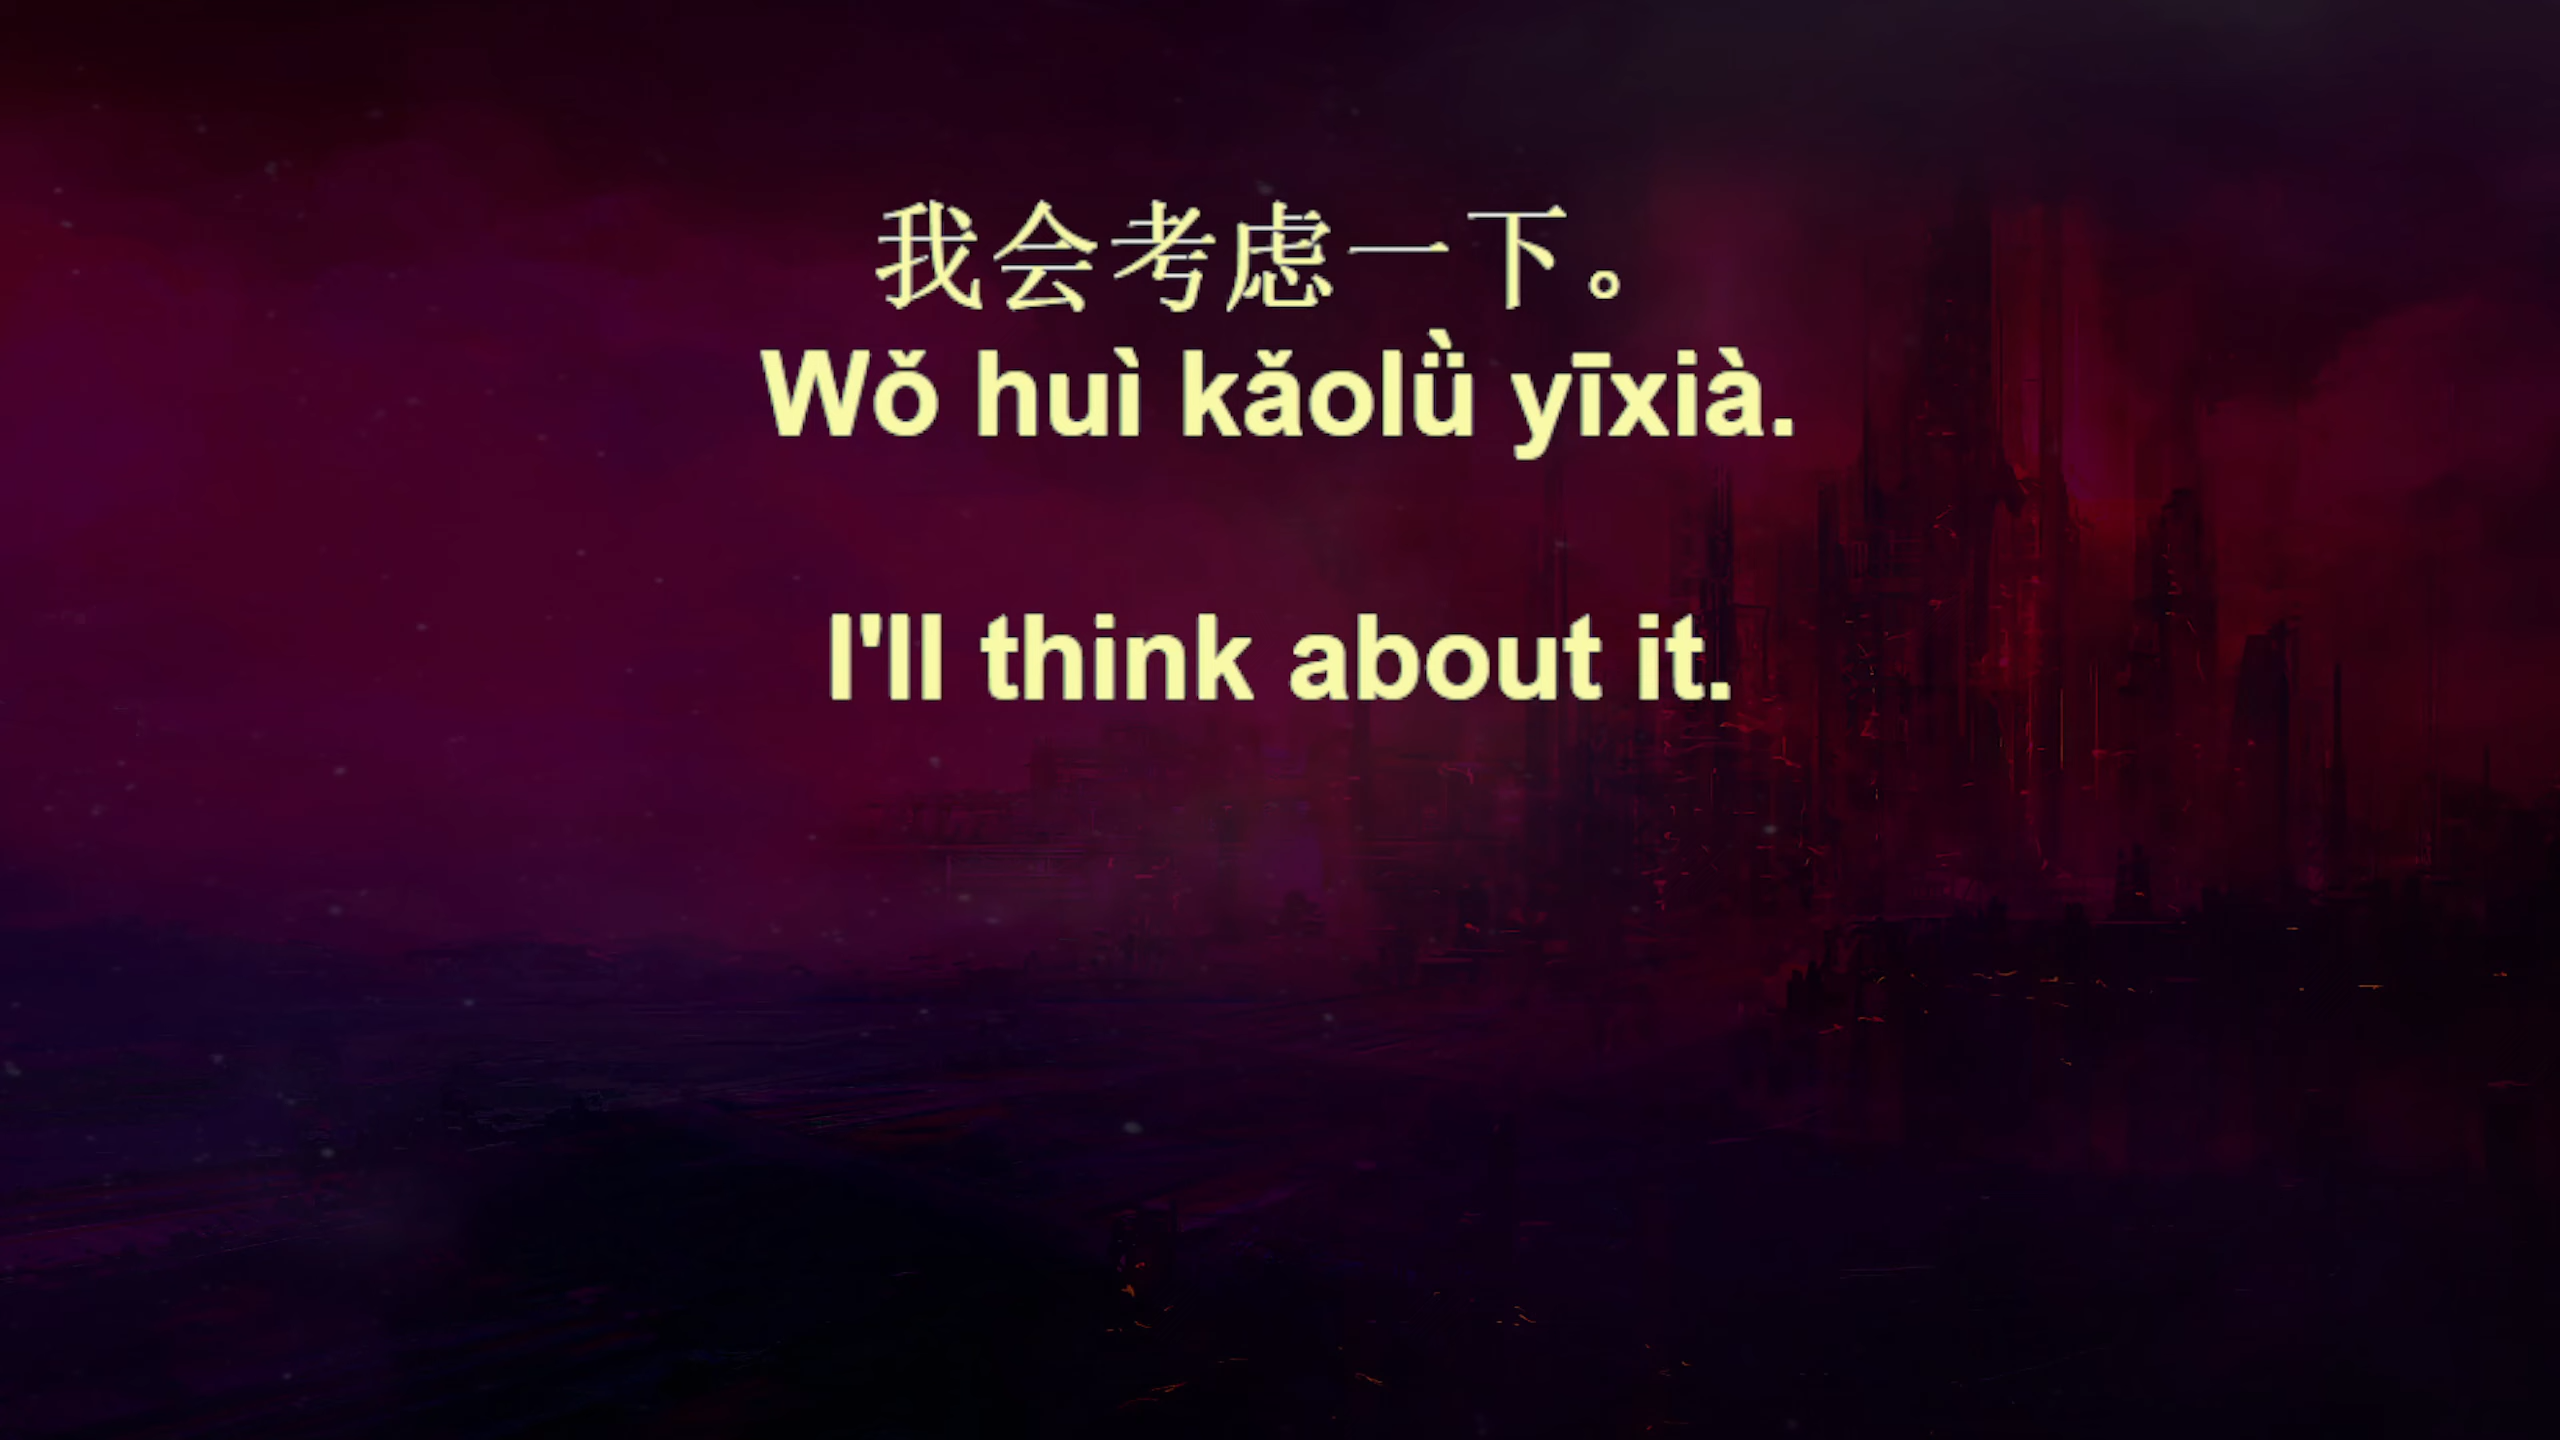 我会考虑一下。
Wǒ huì kǎolǜ yīxià.
I'll think about it.